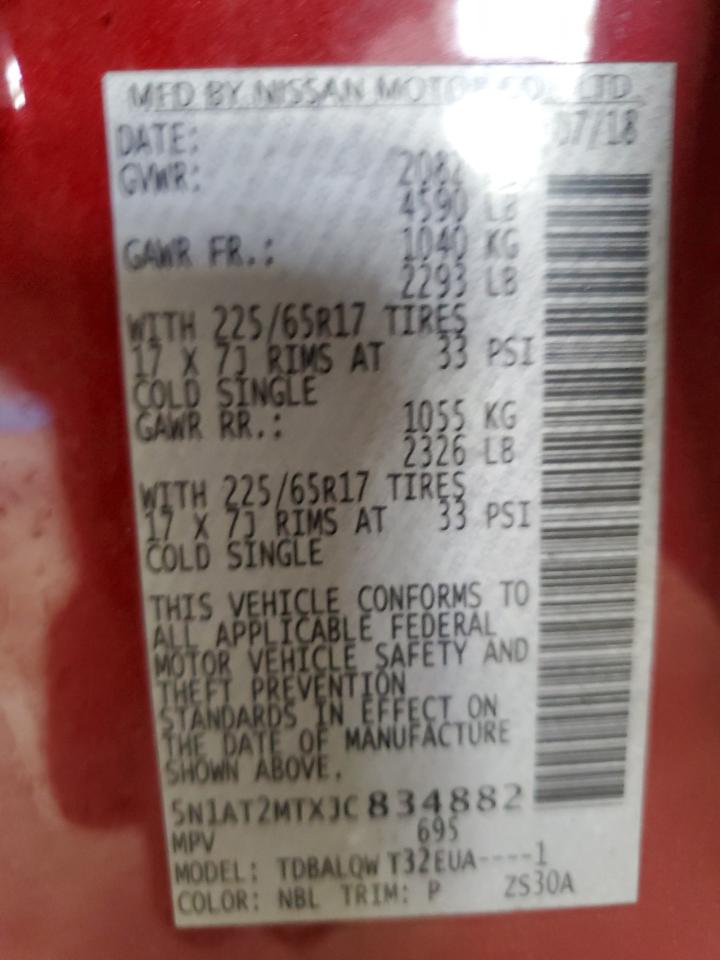 MFD BY NISSAN MOTOR CO., LTD
DATE: 07/18
GVWR: 2082
4590 LB
GAWR FR.: 1040 KG
2293 LB
WITH 225/65R17 TIRES
17 X 7J RIMS AT 33 PSI
COLD SINGLE
GAWR RR.: 1055 KG
2326 LB
WITH 225/65R17 TIRES
17 X 7J RIMS AT 33 PSI
COLD SINGLE
THIS VEHICLE CONFORMS TO
ALL APPLICABLE FEDERAL
MOTOR VEHICLE SAFETY AND
THEFT PREVENTION
STANDARDS IN EFFECT ON
THE DATE OF MANUFACTURE
SHOWN ABOVE.
5N1AT2MTXJC834882
MPV 695
MODEL: TDBALQW T32EUA----1
COLOR: NBL TRIM: P ZS30A